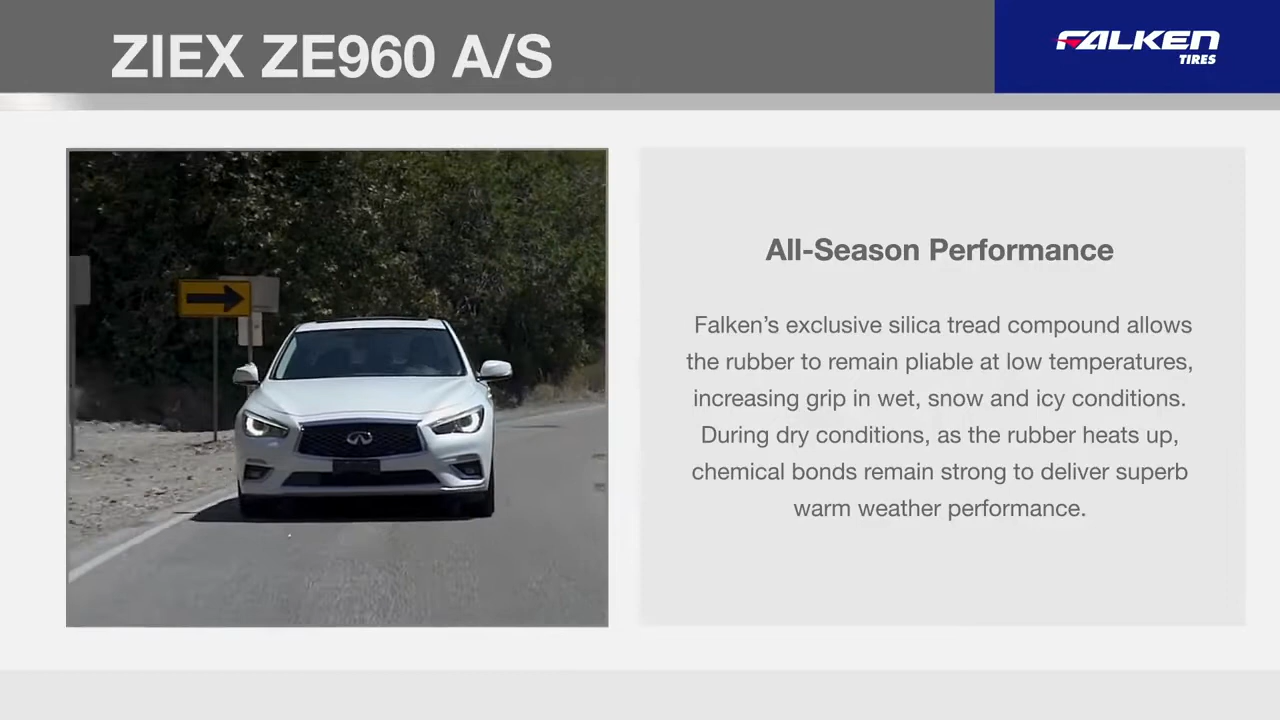 ZIEX ZE960 A/S
FALKEN
TIRES
All-Season Performance
Falken’s exclusive silica tread compound allows
the rubber to remain pliable at low temperatures,
increasing grip in wet, snow and icy conditions.
During dry conditions, as the rubber heats up,
chemical bonds remain strong to deliver superb
warm weather performance.